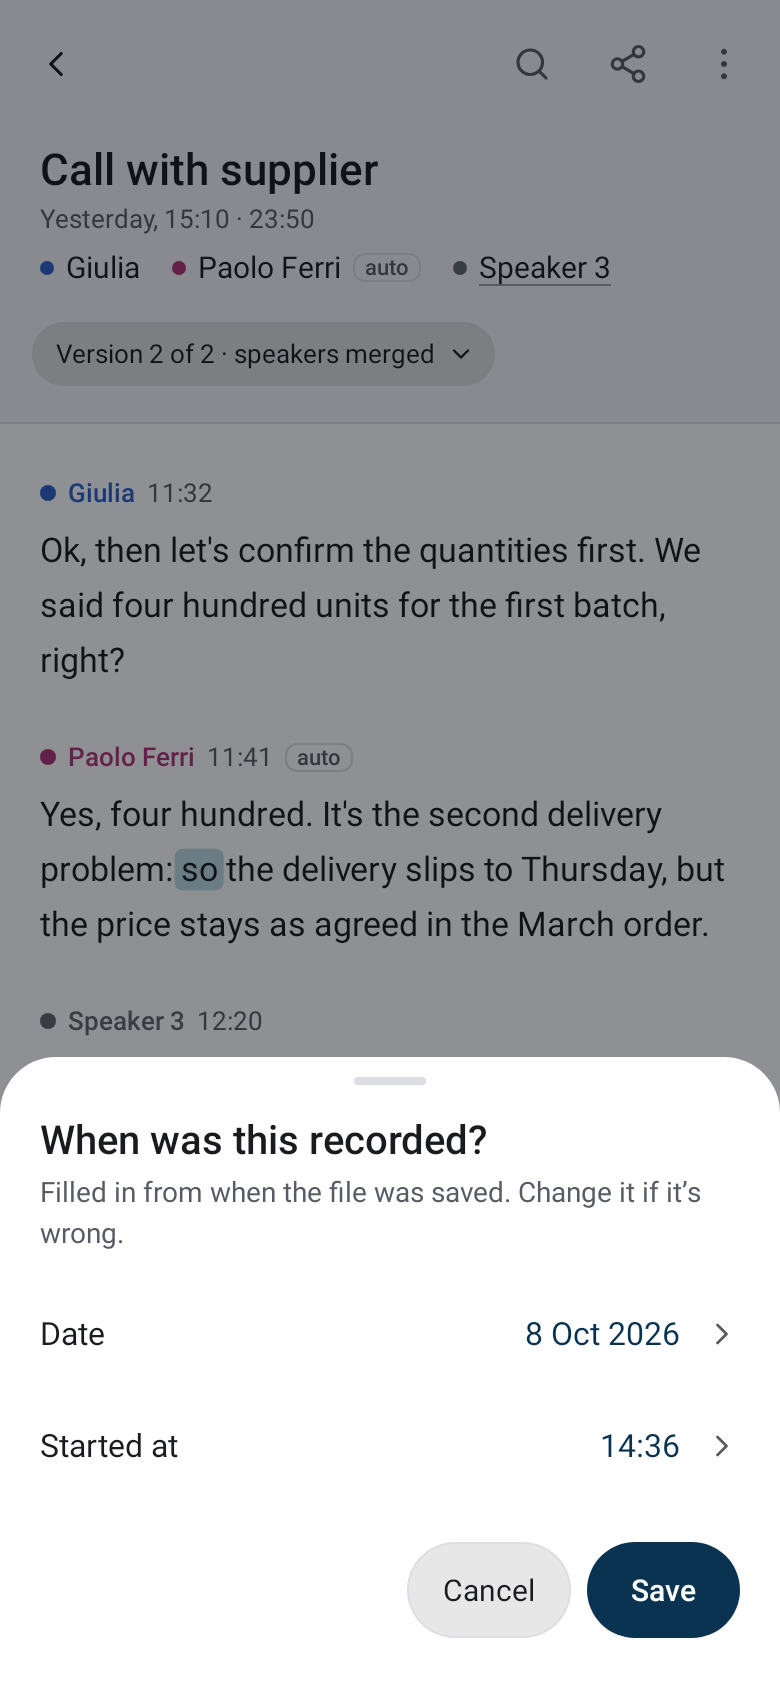 Call with supplier
Yesterday, 15:10 · 23:50
Giulia Paolo Ferri auto Speaker 3
Version 2 of 2 · speakers merged
Giulia 11:32
Ok, then let's confirm the quantities first. We
said four hundred units for the first batch,
right?
Paolo Ferri 11:41 auto
Yes, four hundred. It's the second delivery
problem: so the delivery slips to Thursday, but
the price stays as agreed in the March order.
Speaker 3 12:20
When was this recorded?
Filled in from when the file was saved. Change it if it’s
wrong.
Date 8 Oct 2026
Started at 14:36
Cancel Save